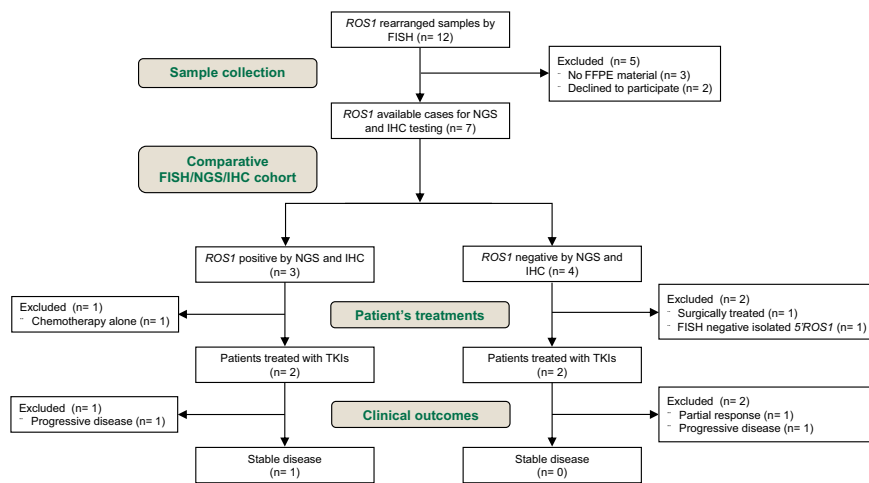 ROS1 rearranged samples by
FISH (n= 12)
Excluded (n= 5)
- No FFPE material (n= 3)
- Declined to participate (n= 2)
Sample collection
ROS1 available cases for NGS
and IHC testing (n= 7)
Comparative
FISH/NGS/IHC cohort
ROS1 positive by NGS and IHC
(n= 3)
ROS1 negative by NGS and
IHC (n= 4)
Excluded (n= 1)
- Chemotherapy alone (n= 1)
Patient's treatments
Excluded (n= 2)
- Surgically treated (n= 1)
- FISH negative isolated 5'ROS1 (n= 1)
Patients treated with TKIs
(n= 2)
Patients treated with TKIs
(n= 2)
Excluded (n= 1)
- Progressive disease (n= 1)
Clinical outcomes
Excluded (n= 2)
- Partial response (n= 1)
- Progressive disease (n= 1)
Stable disease
(n= 1)
Stable disease
(n= 0)